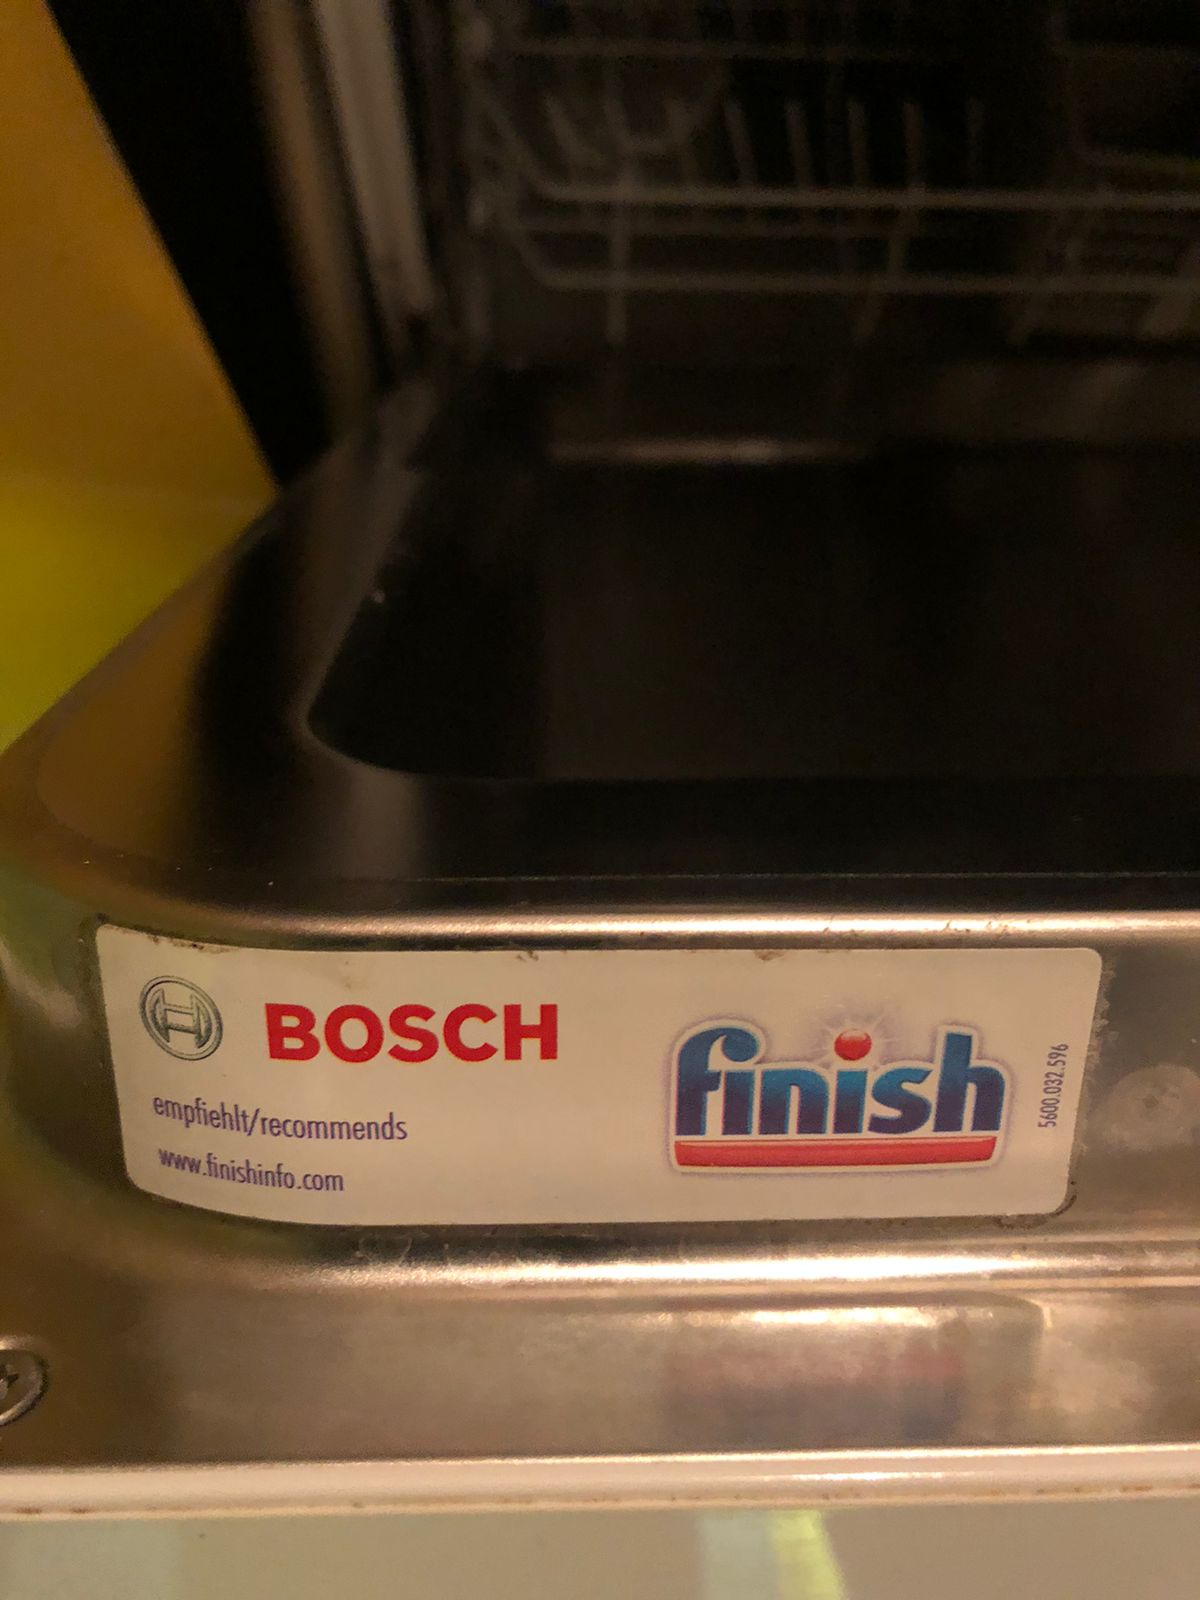 BOSCH
empfiehlt/recommends
www.finishinfo.com
finish
5600.032.596